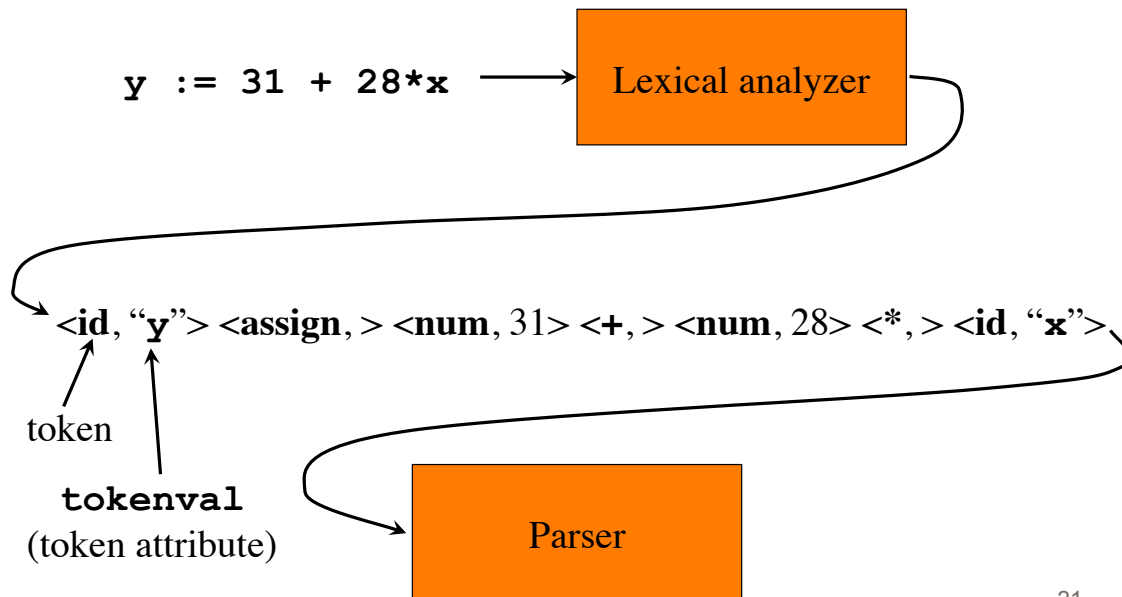 y := 31 + 28*x
Lexical analyzer
<id, “y”> <assign, > <num, 31> <+, > <num, 28> <*, > <id, “x”>
token
tokenval
(token attribute)
Parser